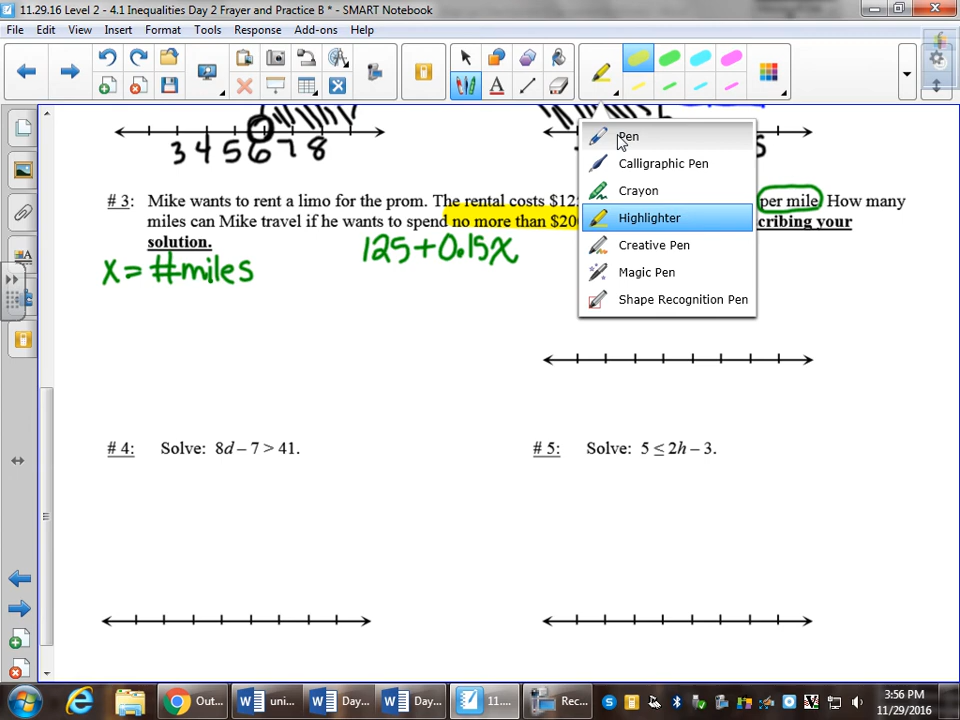 11.29.16 Level 2 - 4.1 Inequalities Day 2 Frayer and Practice B * - SMART Notebook
File Edit View Insert Format Tools Response Add-ons Help
3 4 5 6 7 8
Pen
Calligraphic Pen
Crayon
Highlighter
Creative Pen
Magic Pen
Shape Recognition Pen
# 3: Mike wants to rent a limo for the prom. The rental costs $12 per mile. How many
miles can Mike travel if he wants to spend no more than $20 cribing your
solution.
125+0.15x
x = #miles
# 4: Solve: 8d – 7 > 41.
# 5: Solve: 5 ≤ 2h – 3.
Out... uni... Day... Day... 11.... Rec...
3:56 PM
11/29/2016